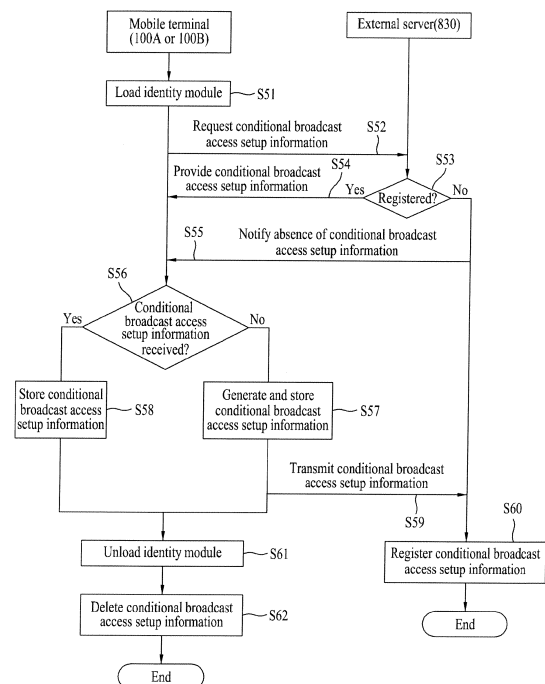 Mobile terminal
(100A or 100B)
External server(830)
Load identity module
S51
Request conditional broadcast
access setup information
S52
S53
Provide conditional broadcast
access setup information
S54
Yes
Registered?
No
S55
Notify absence of conditional broadcast
access setup information
S56
Conditional
broadcast access
setup information
received?
Yes
No
Store conditional
broadcast access
setup information
S58
Generate and store
conditional broadcast
access setup information
S57
Transmit conditional broadcast
access setup information
S59
S60
Unload identity module
S61
Register conditional broadcast
access setup information
Delete conditional broadcast
access setup information
S62
End
End